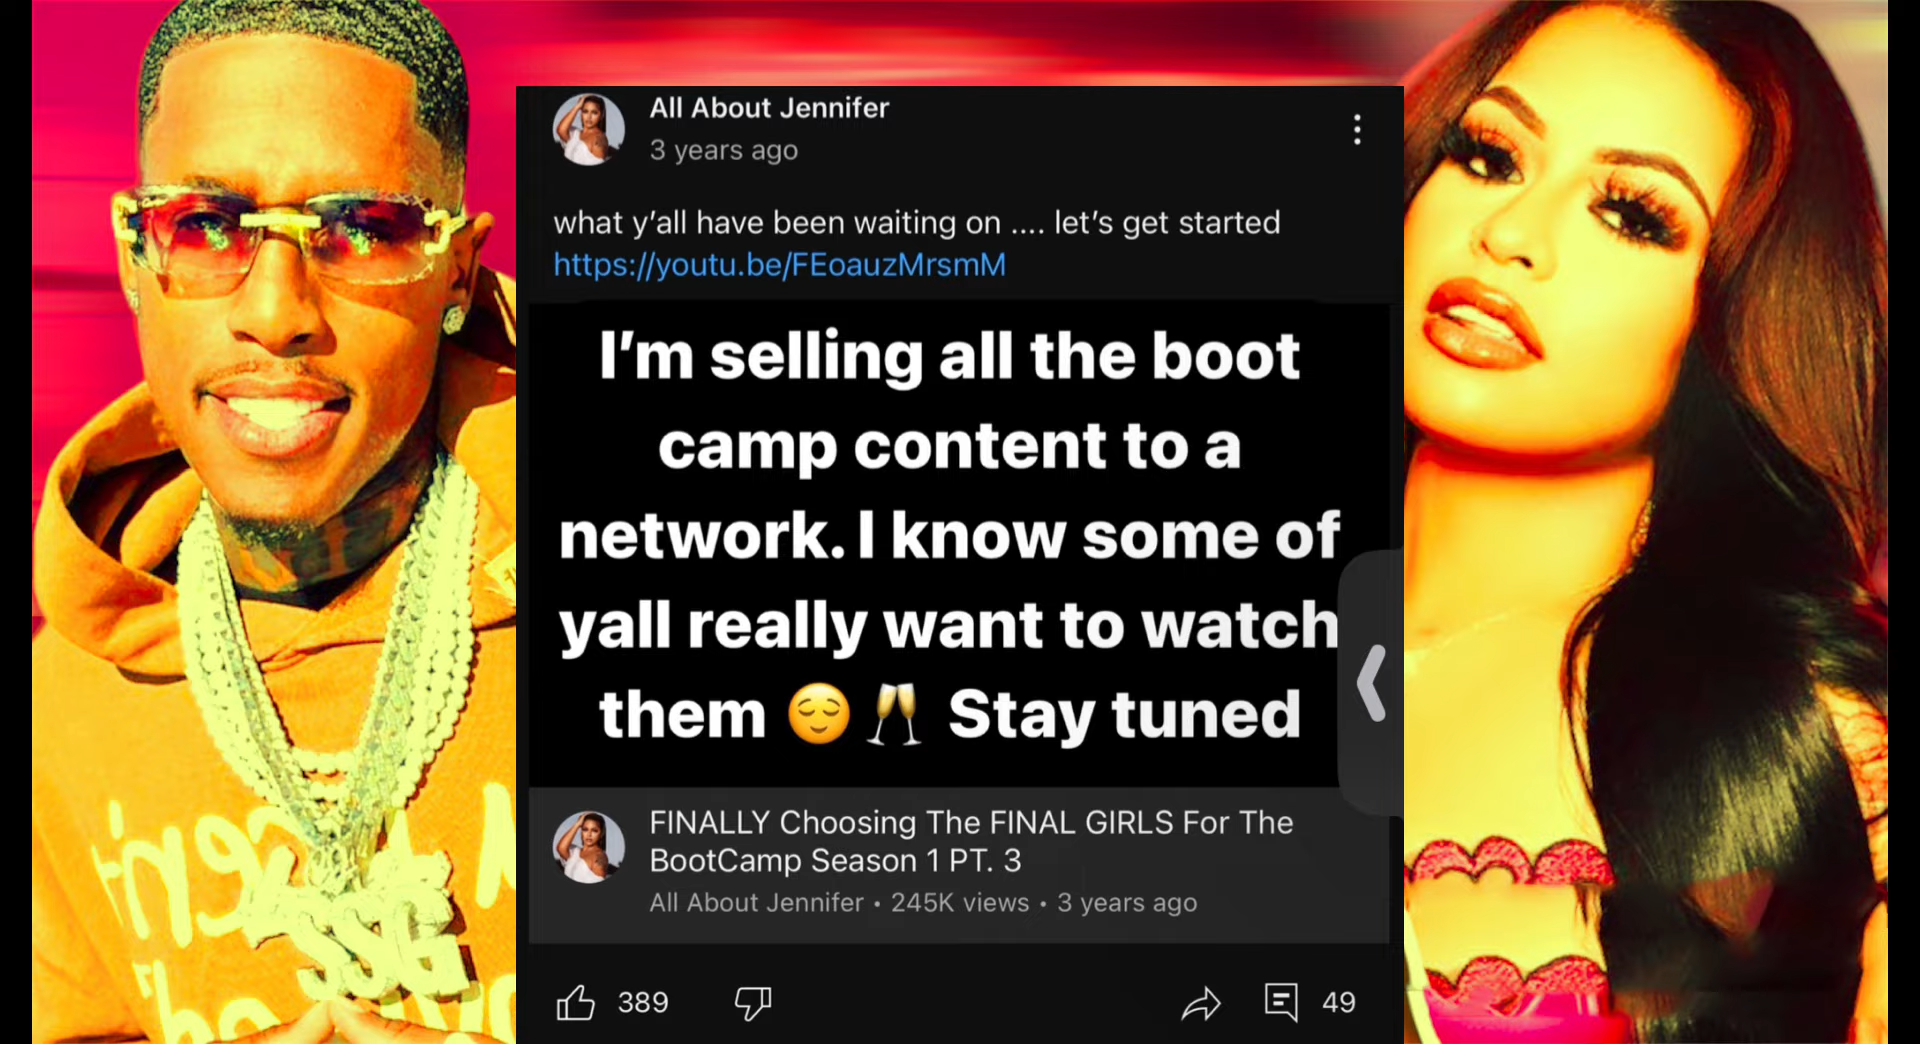 All About Jennifer
3 years ago
what y'all have been waiting on .... let's get started
https://youtu.be/FEoauzMrsmM
I'm selling all the boot
camp content to a
network. I know some of
yall really want to watch
them 😌🥂 Stay tuned
FINALLY Choosing The FINAL GIRLS For The
BootCamp Season 1 PT. 3
All About Jennifer • 245K views • 3 years ago
389
49
SSG